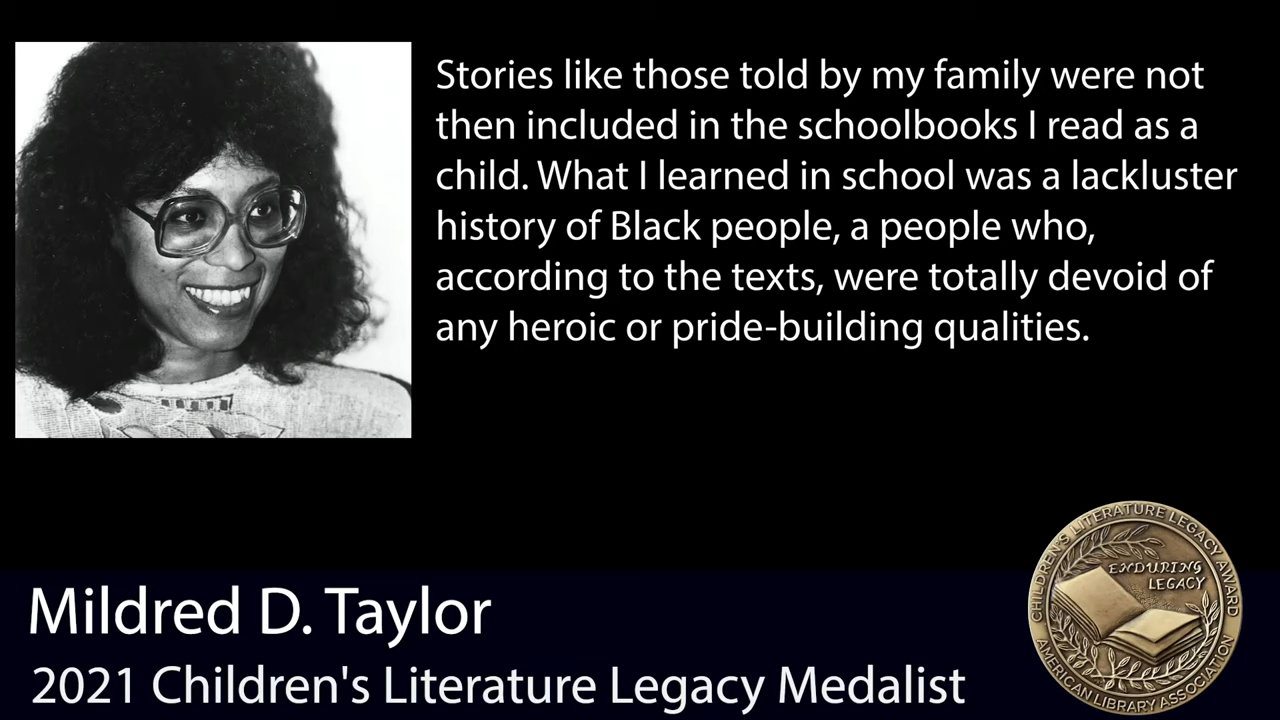 Stories like those told by my family were not
then included in the schoolbooks I read as a
child. What I learned in school was a lackluster
history of Black people, a people who,
according to the texts, were totally devoid of
any heroic or pride-building qualities.
Mildred D. Taylor
2021 Children's Literature Legacy Medalist
CHILDREN'S LITERATURE LEGACY AWARD
ENDURING
LEGACY
AMERICAN LIBRARY ASSOCIATION